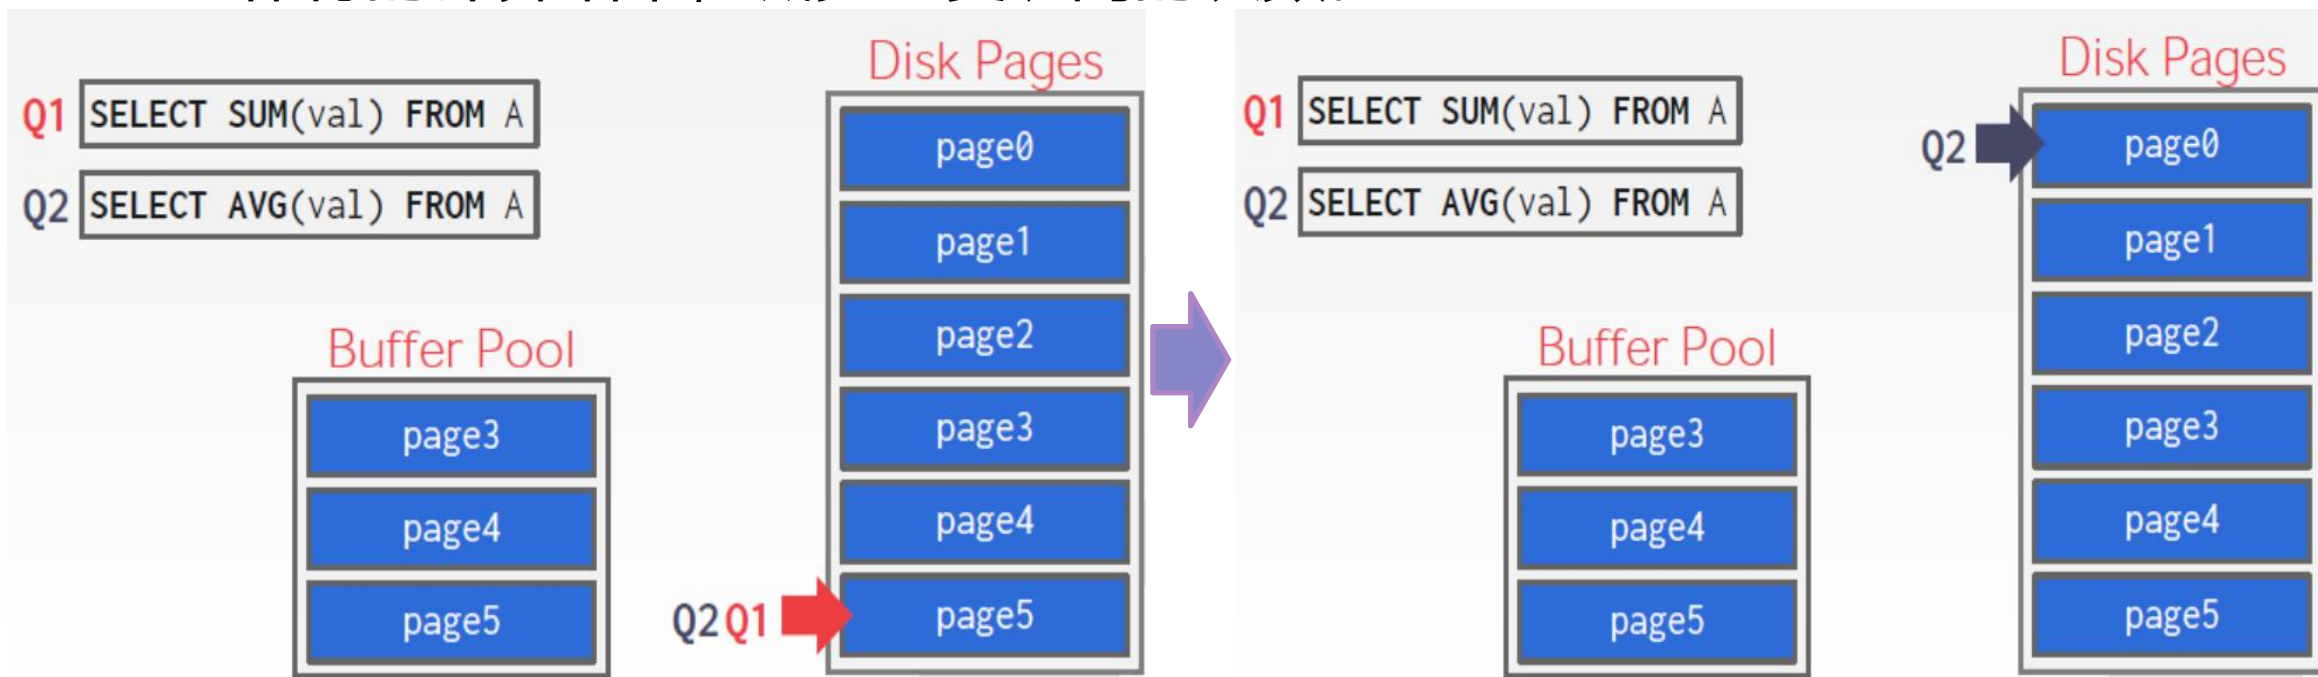 Disk Pages
Q1 SELECT SUM(val) FROM A
Q2 SELECT AVG(val) FROM A
page0
page1
page2
page3
page4
page5
Buffer Pool
page3
page4
page5
Q2 Q1
Disk Pages
Q1 SELECT SUM(val) FROM A
Q2 SELECT AVG(val) FROM A
Q2
page0
page1
page2
page3
page4
page5
Buffer Pool
page3
page4
page5